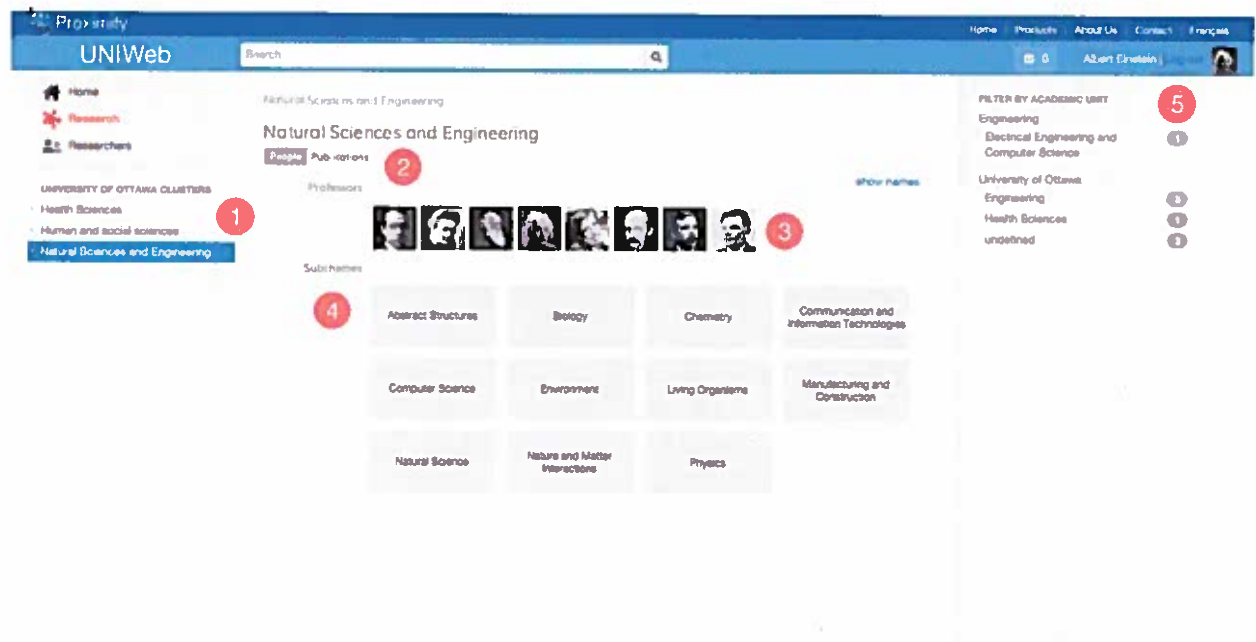 Proximity
Home Products About Us Contact Français
UNIWeb
Search
0 Albert Einstein Logout
Home
Research
Researchers
UNIVERSITY OF OTTAWA CLUSTERS
Health Sciences
Human and social sciences
Natural Sciences and Engineering
1
Natural Sciences and Engineering
Natural Sciences and Engineering
People Publications
2
Professors
show names
3
Subthemes
4
Abstract Structures
Biology
Chemistry
Communication and
Information Technologies
Computer Science
Environment
Living Organisms
Manufacturing and
Construction
Natural Science
Nature and Matter
Interactions
Physics
FILTER BY ACADEMIC UNIT
5
Engineering
Electrical Engineering and
Computer Science
1
University of Ottawa
Engineering
3
Health Sciences
1
undefined
3